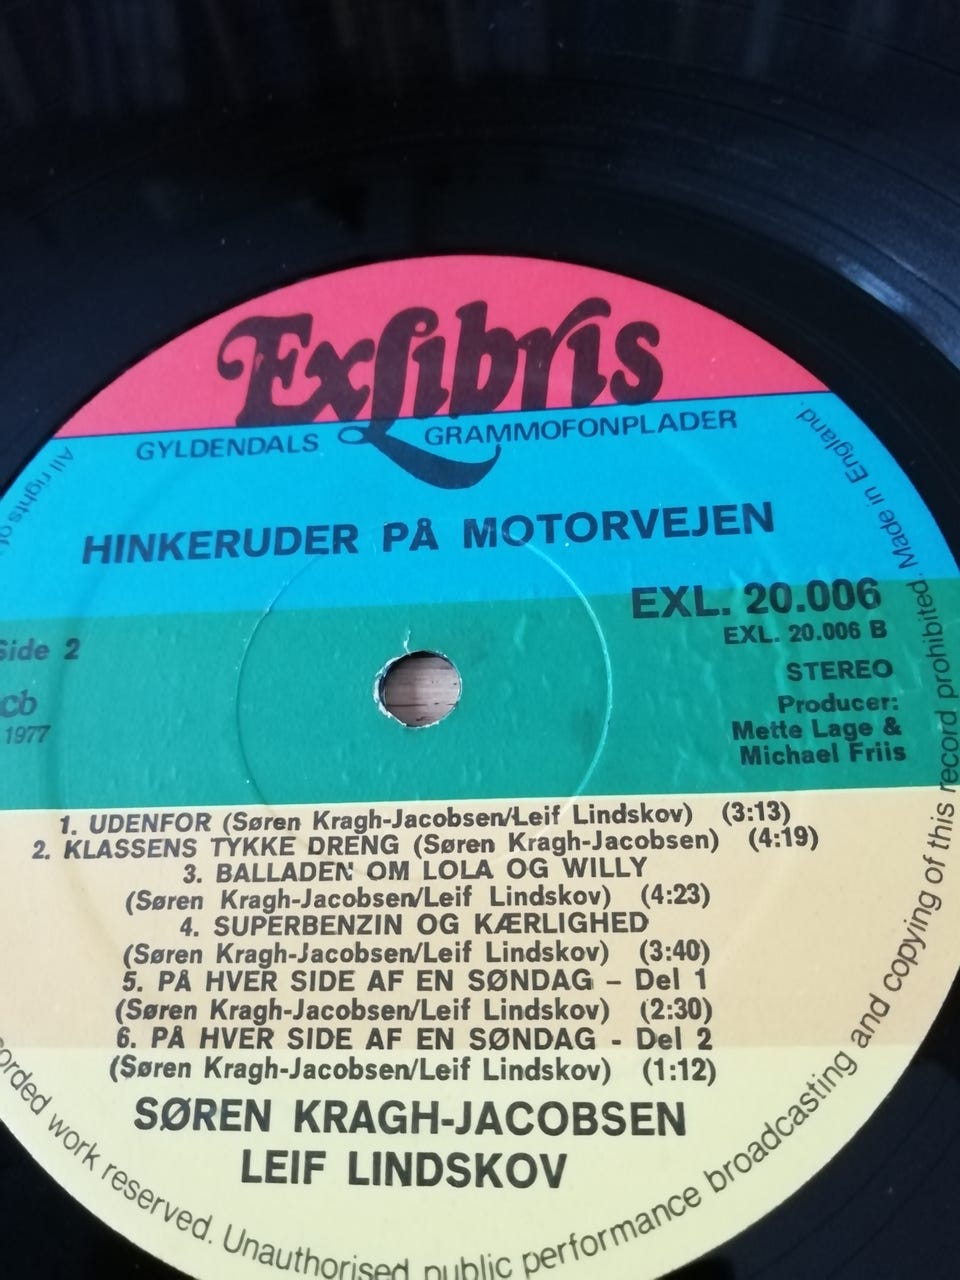 Exlibris
GYLDENDALS GRAMMOFONPLADER
HINKERUDER PÅ MOTORVEJEN
EXL. 20.006
EXL. 20.006 B
Side 2
STEREO
cb
1977
Producer:
Mette Lage &
Michael Friis
1. UDENFOR (Søren Kragh-Jacobsen/Leif Lindskov) (3:13)
2. KLASSENS TYKKE DRENG (Søren Kragh-Jacobsen) (4:19)
3. BALLADEN OM LOLA OG WILLY
(Søren Kragh-Jacobsen/Leif Lindskov) (4:23)
4. SUPERBENZIN OG KÆRLIGHED
(Søren Kragh-Jacobsen/Leif Lindskov) (3:40)
5. PÅ HVER SIDE AF EN SØNDAG – Del 1
(Søren Kragh-Jacobsen/Leif Lindskov) (2:30)
6. PÅ HVER SIDE AF EN SØNDAG - Del 2
(Søren Kragh-Jacobsen/Leif Lindskov) (1:12)
SØREN KRAGH-JACOBSEN
LEIF LINDSKOV
All rights of
work reserved. Unauthorised public performance broadcasting and copying of this record prohibited. Made in England.